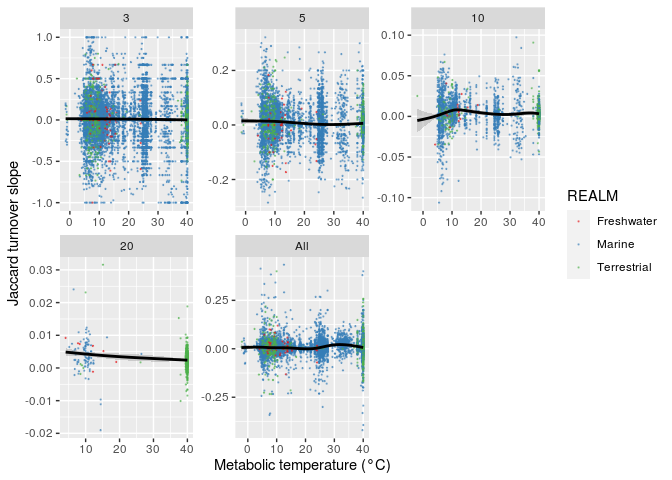 3
5
10
1.0
0.5
0.0
-0.5
-1.0
0.2
0.0
-0.2
0.10
0.05
0.00
-0.05
-0.10
0 10 20 30 40
0 10 20 30 40
0 10 20 30 40
Jaccard turnover slope
20
All
0.03
0.02
0.01
0.00
-0.01
-0.02
0.25
0.00
-0.25
10 20 30 40
0 10 20 30 40
Metabolic temperature (°C)
REALM
Freshwater
Marine
Terrestrial